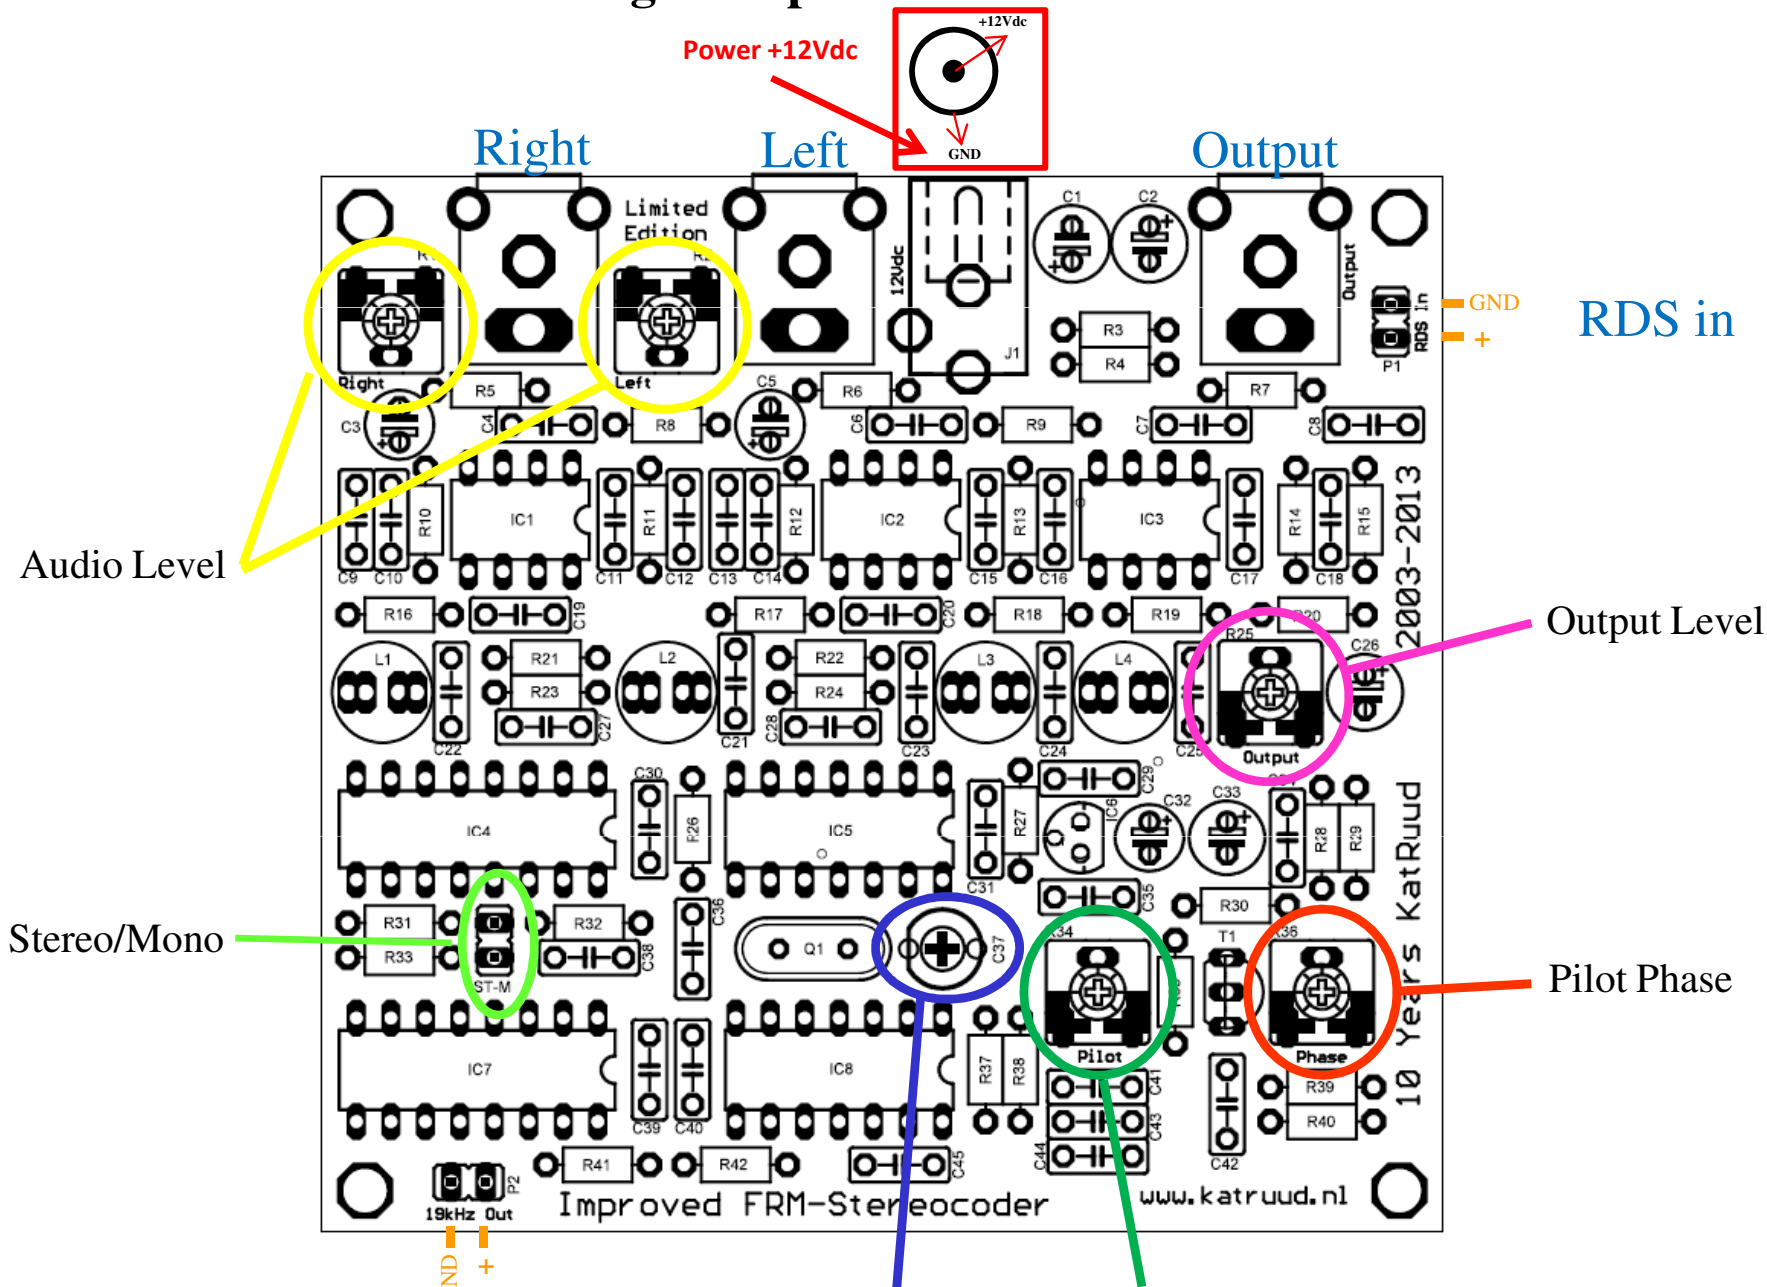 +12Vdc
Power +12Vdc
GND
Right
Left
Output
Limited
Edition
12Vdc
C1
C2
Output
RDS In
GND
+
RDS in
P1
J1
R3
R4
Right
Left
R5
C5
R6
R7
C3
C4
R8
C6
R9
C7
C8
R10
IC1
R11
R12
IC2
R13
IC3
R14
R15
C9
C10
C11
C12
C13
C14
C15
C16
C17
C18
Audio Level
2003-2013
R16
C19
R17
C20
R18
R19
R20
Output Level
L1
R21
L2
R22
L3
L4
R25
C26
R23
R24
C22
C27
C21
C28
C23
C24
C25
Output
C30
C29
IC4
R26
IC5
R27
IC6
C32
C33
R28
R29
C31
C35
R31
R32
C36
R30
Stereo/Mono
R33
C38
Q1
C37
R34
T1
R36
ST-M
Pilot Phase
10 Years KatRuud
Pilot
Phase
IC7
IC8
R37
R38
C41
R39
C39
C40
C43
R40
C44
C42
R41
R42
C45
P2
19kHz Out
Improved FRM-Stereocoder
www.katruud.nl
+